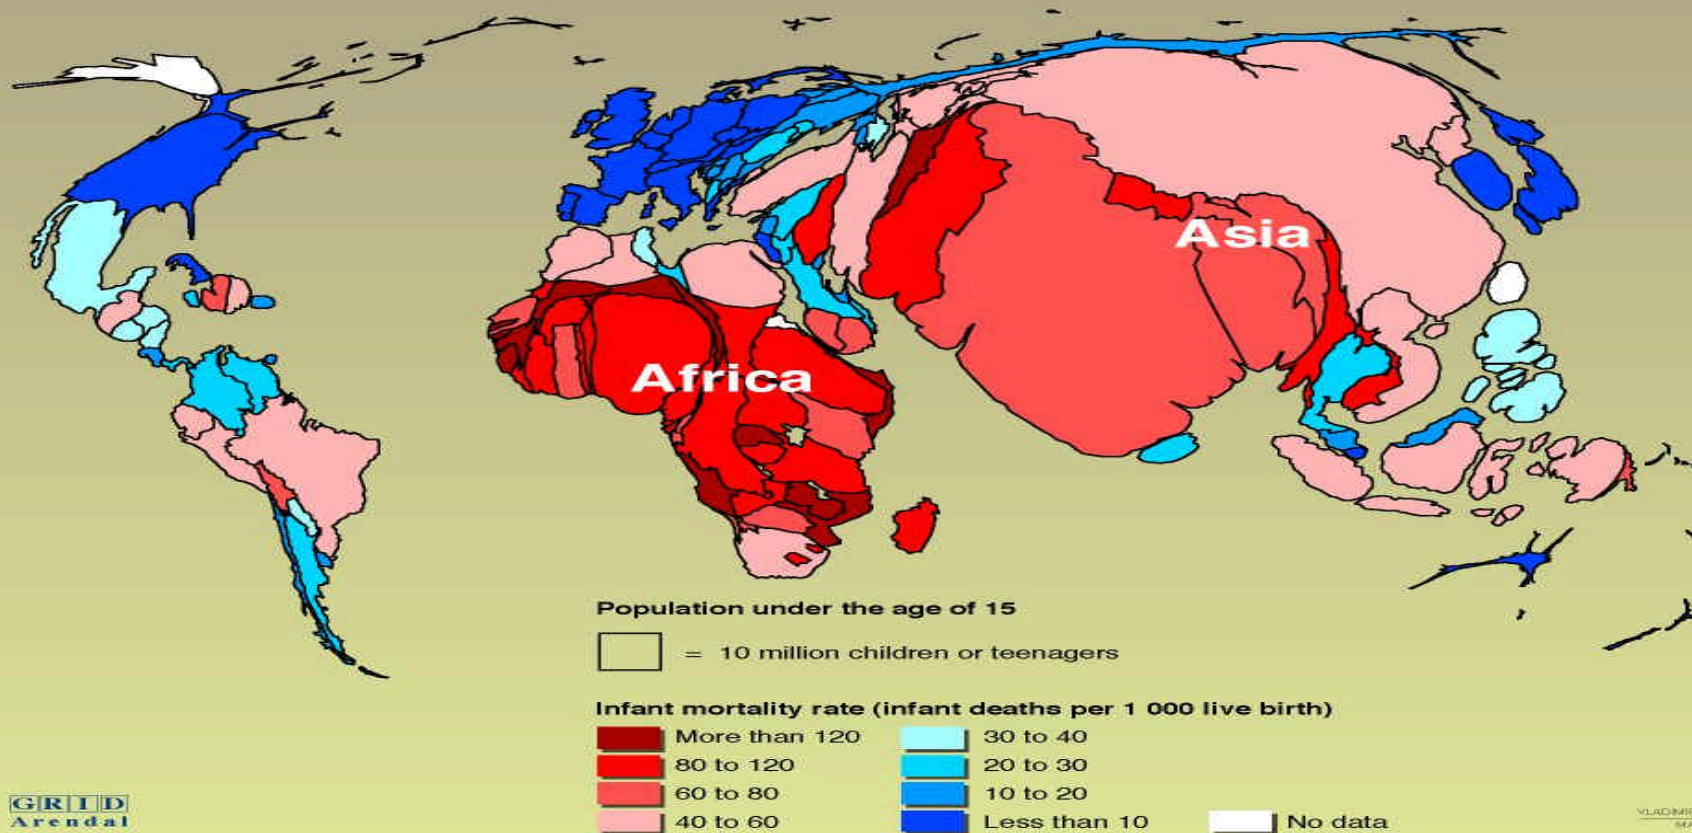 Asia
Africa
Population under the age of 15
= 10 million children or teenagers
Infant mortality rate (infant deaths per 1 000 live birth)
More than 120
30 to 40
80 to 120
20 to 30
60 to 80
10 to 20
40 to 60
Less than 10
No data
GRID
Arendal